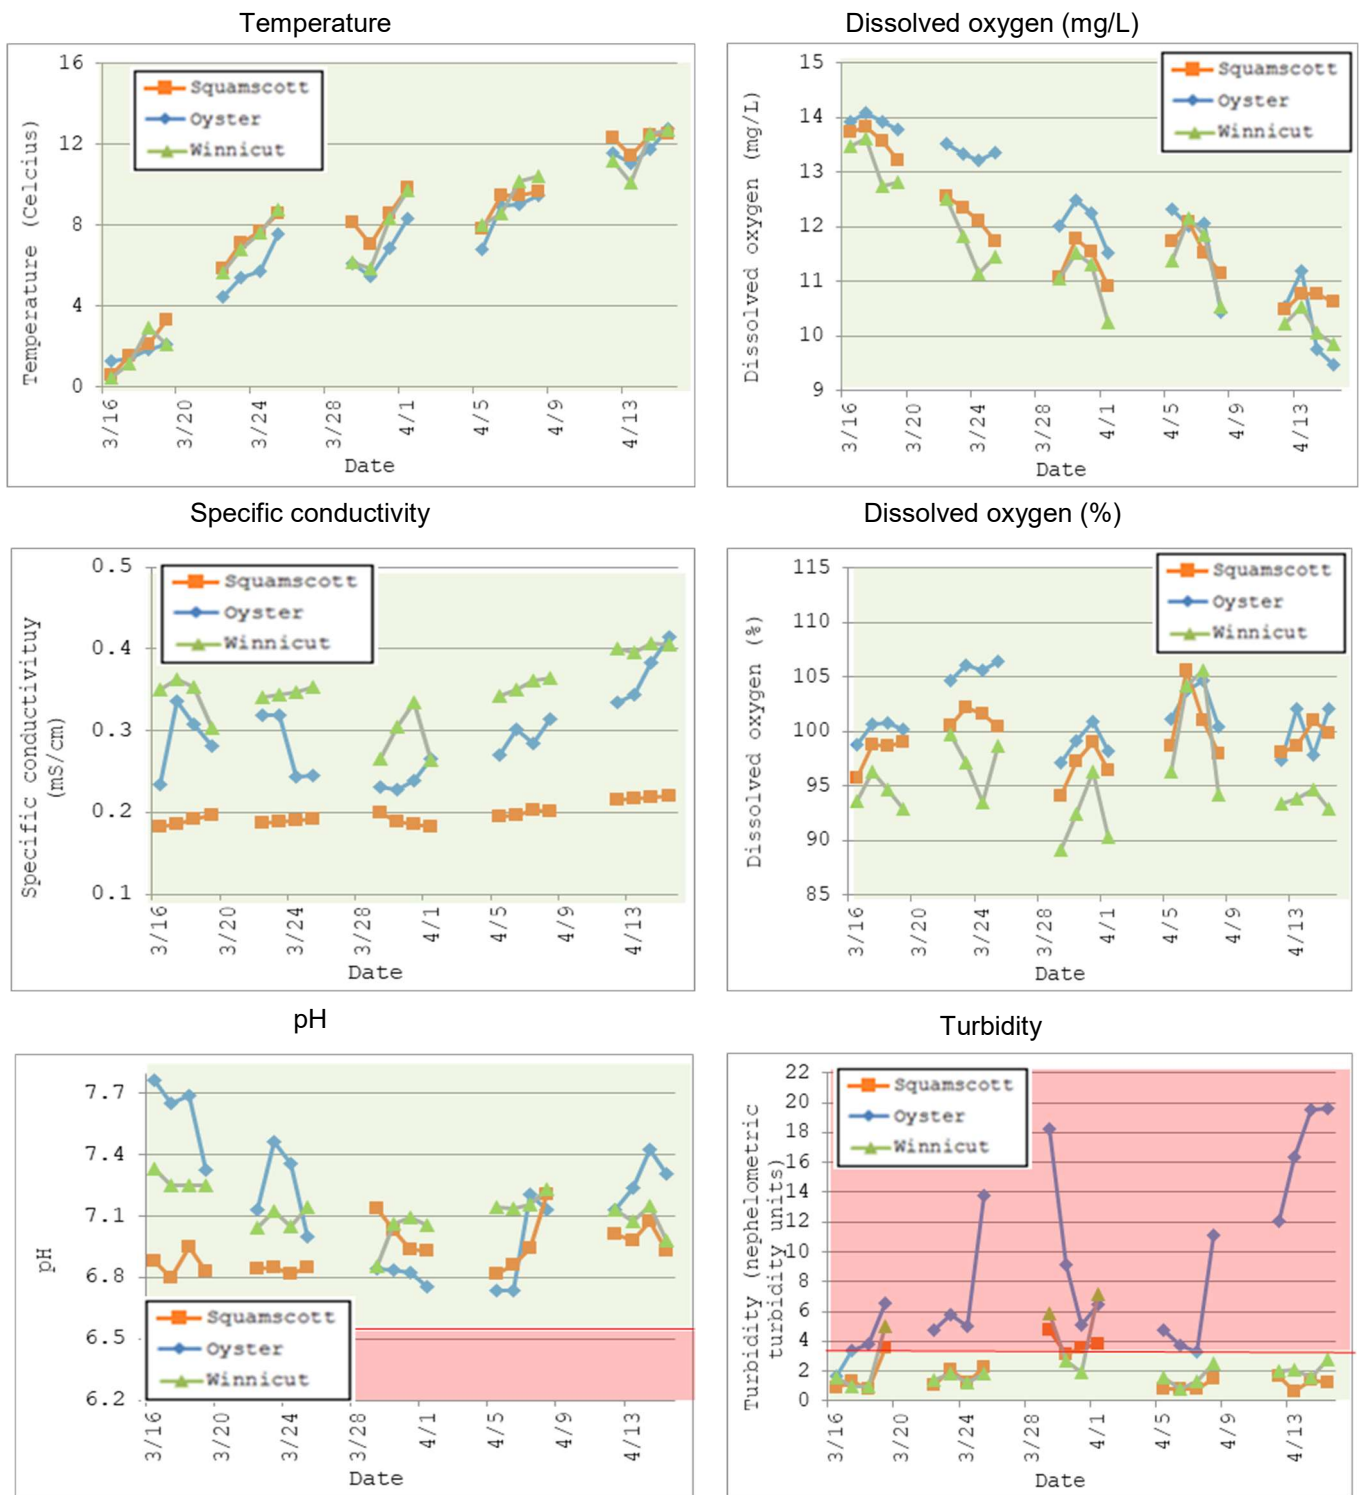 Temperature
Dissolved oxygen (mg/L)
16
12
8
4
0
Temperature (Celcius)
Squamscott
Oyster
Winnicut
3/16
3/20
3/24
3/28
4/1
4/5
4/9
4/13
Date
15
14
13
12
11
10
9
Dissolved oxygen (mg/L)
Squamscott
Oyster
Winnicut
3/16
3/20
3/24
3/28
4/1
4/5
4/9
4/13
Date
Specific conductivity
Dissolved oxygen (%)
0.5
0.4
0.3
0.2
0.1
Specific conductivituy
(mS/cm)
Squamscott
Oyster
Winnicut
3/16
3/20
3/24
3/28
4/1
4/5
4/9
4/13
Date
115
110
105
100
95
90
85
Dissolved oxygen (%)
Squamscott
Oyster
Winnicut
3/16
3/20
3/24
3/28
4/1
4/5
4/9
4/13
Date
pH
Turbidity
7.7
7.4
7.1
6.8
6.5
6.2
pH
Squamscott
Oyster
Winnicut
3/16
3/20
3/24
3/28
4/1
4/5
4/9
4/13
Date
22
20
18
16
14
12
10
8
6
4
2
0
Turbidity (nephelometric
turbidity units)
Squamscott
Oyster
Winnicut
3/16
3/20
3/24
3/28
4/1
4/5
4/9
4/13
Date